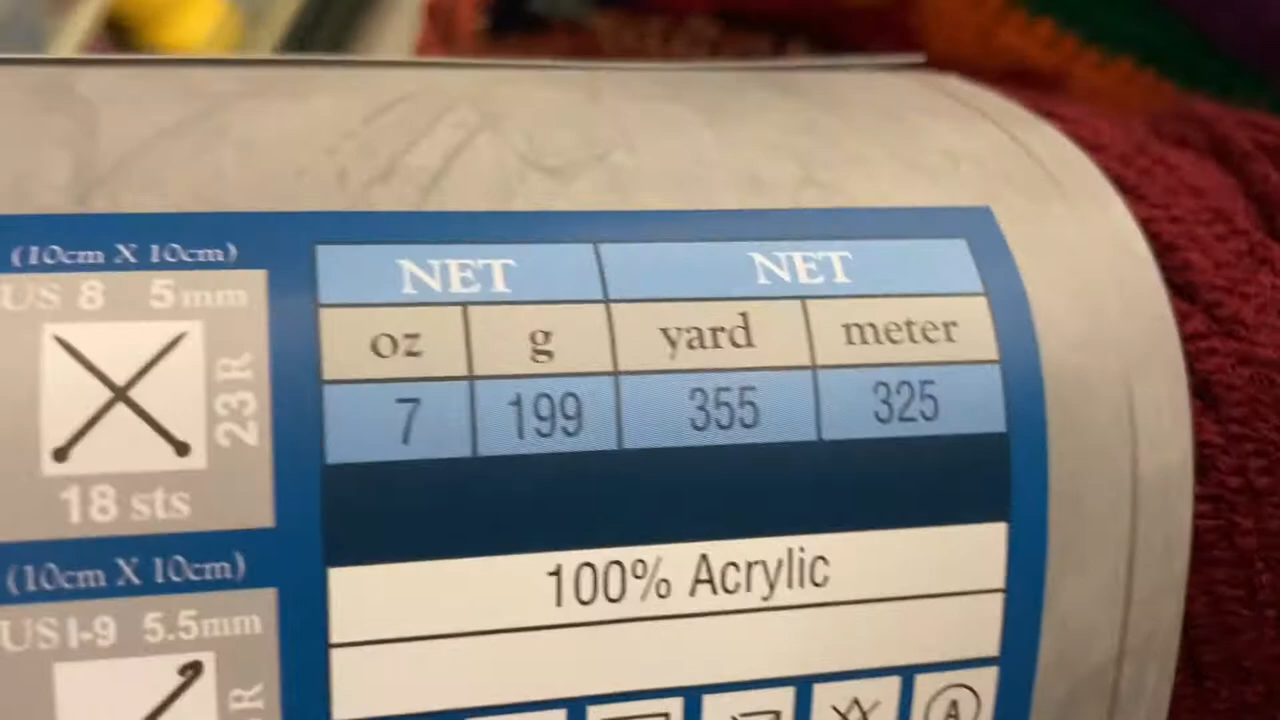 (10cm X 10cm)
US 8 5mm
23 R
18 sts
(10cm X 10cm)
US I-9 5.5mm
R
NET NET
oz g yard meter
7 199 355 325
100% Acrylic
A